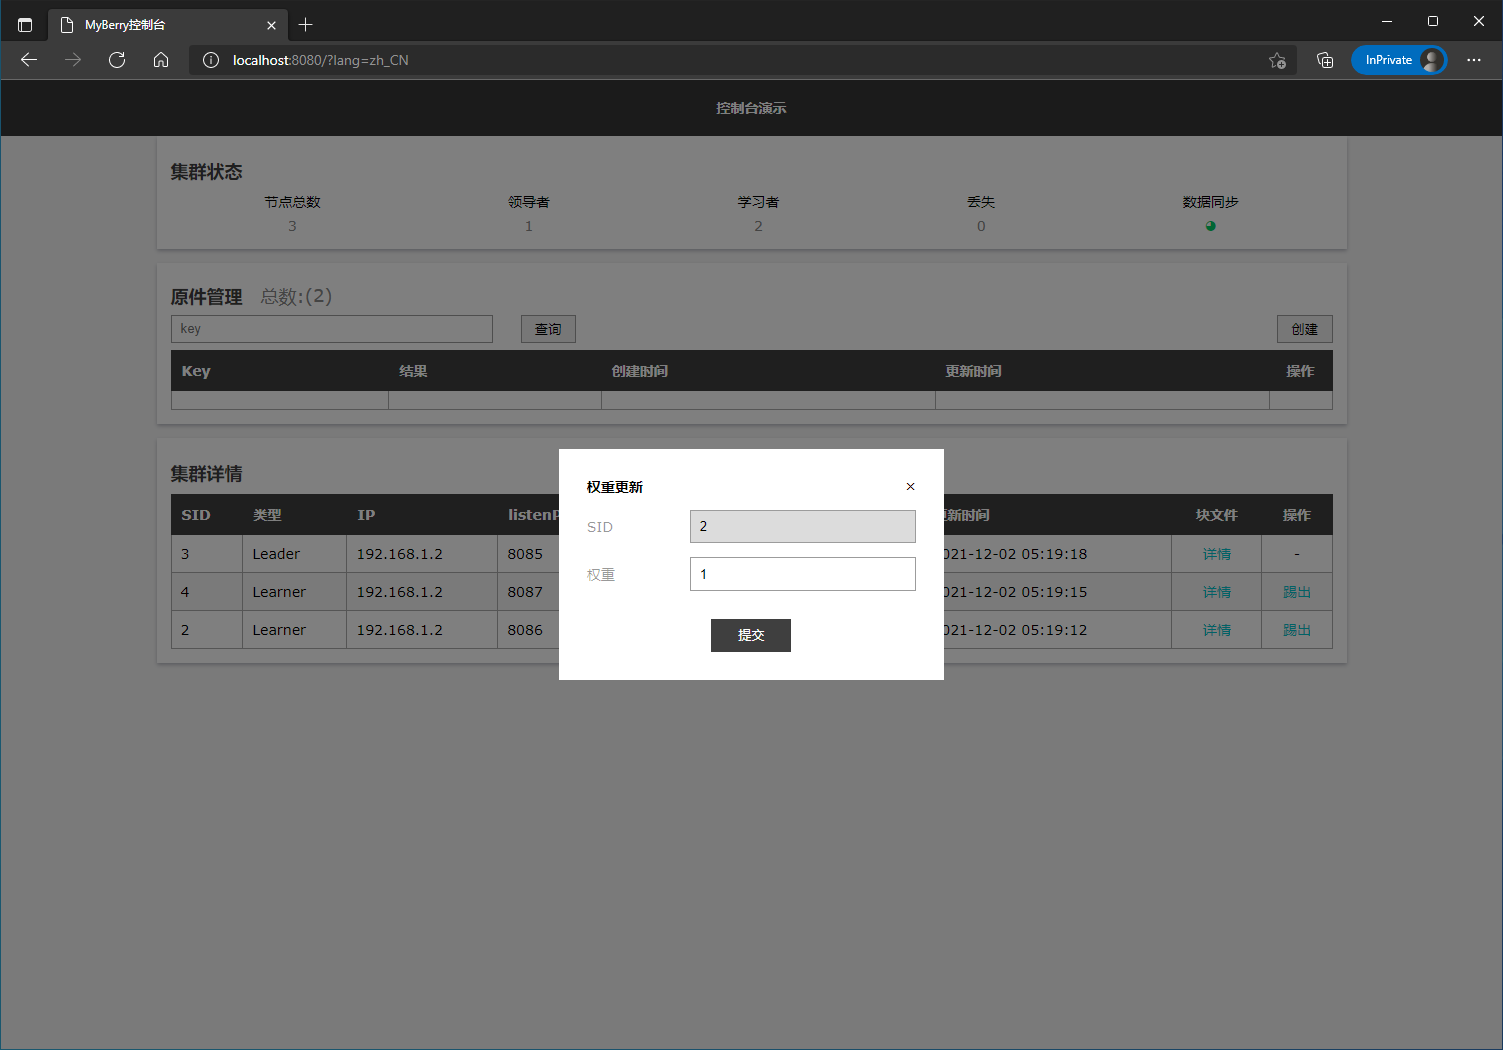 MyBerry控制台
localhost:8080/?lang=zh_CN
InPrivate
控制台演示
集群状态
节点总数 领导者 学习者 丢失 数据同步
3 1 2 0
原件管理 总数:(2)
key 查询 创建
Key 结果 创建时间 更新时间 操作
集群详情
SID 类型 IP 更新时间 块文件 操作
3 Leader 192.168.1.2 8085 021-12-02 05:19:18 详情 -
4 Learner 192.168.1.2 8087 021-12-02 05:19:15 详情 踢出
2 Learner 192.168.1.2 8086 021-12-02 05:19:12 详情 踢出
权重更新
SID 2
权重 1
提交